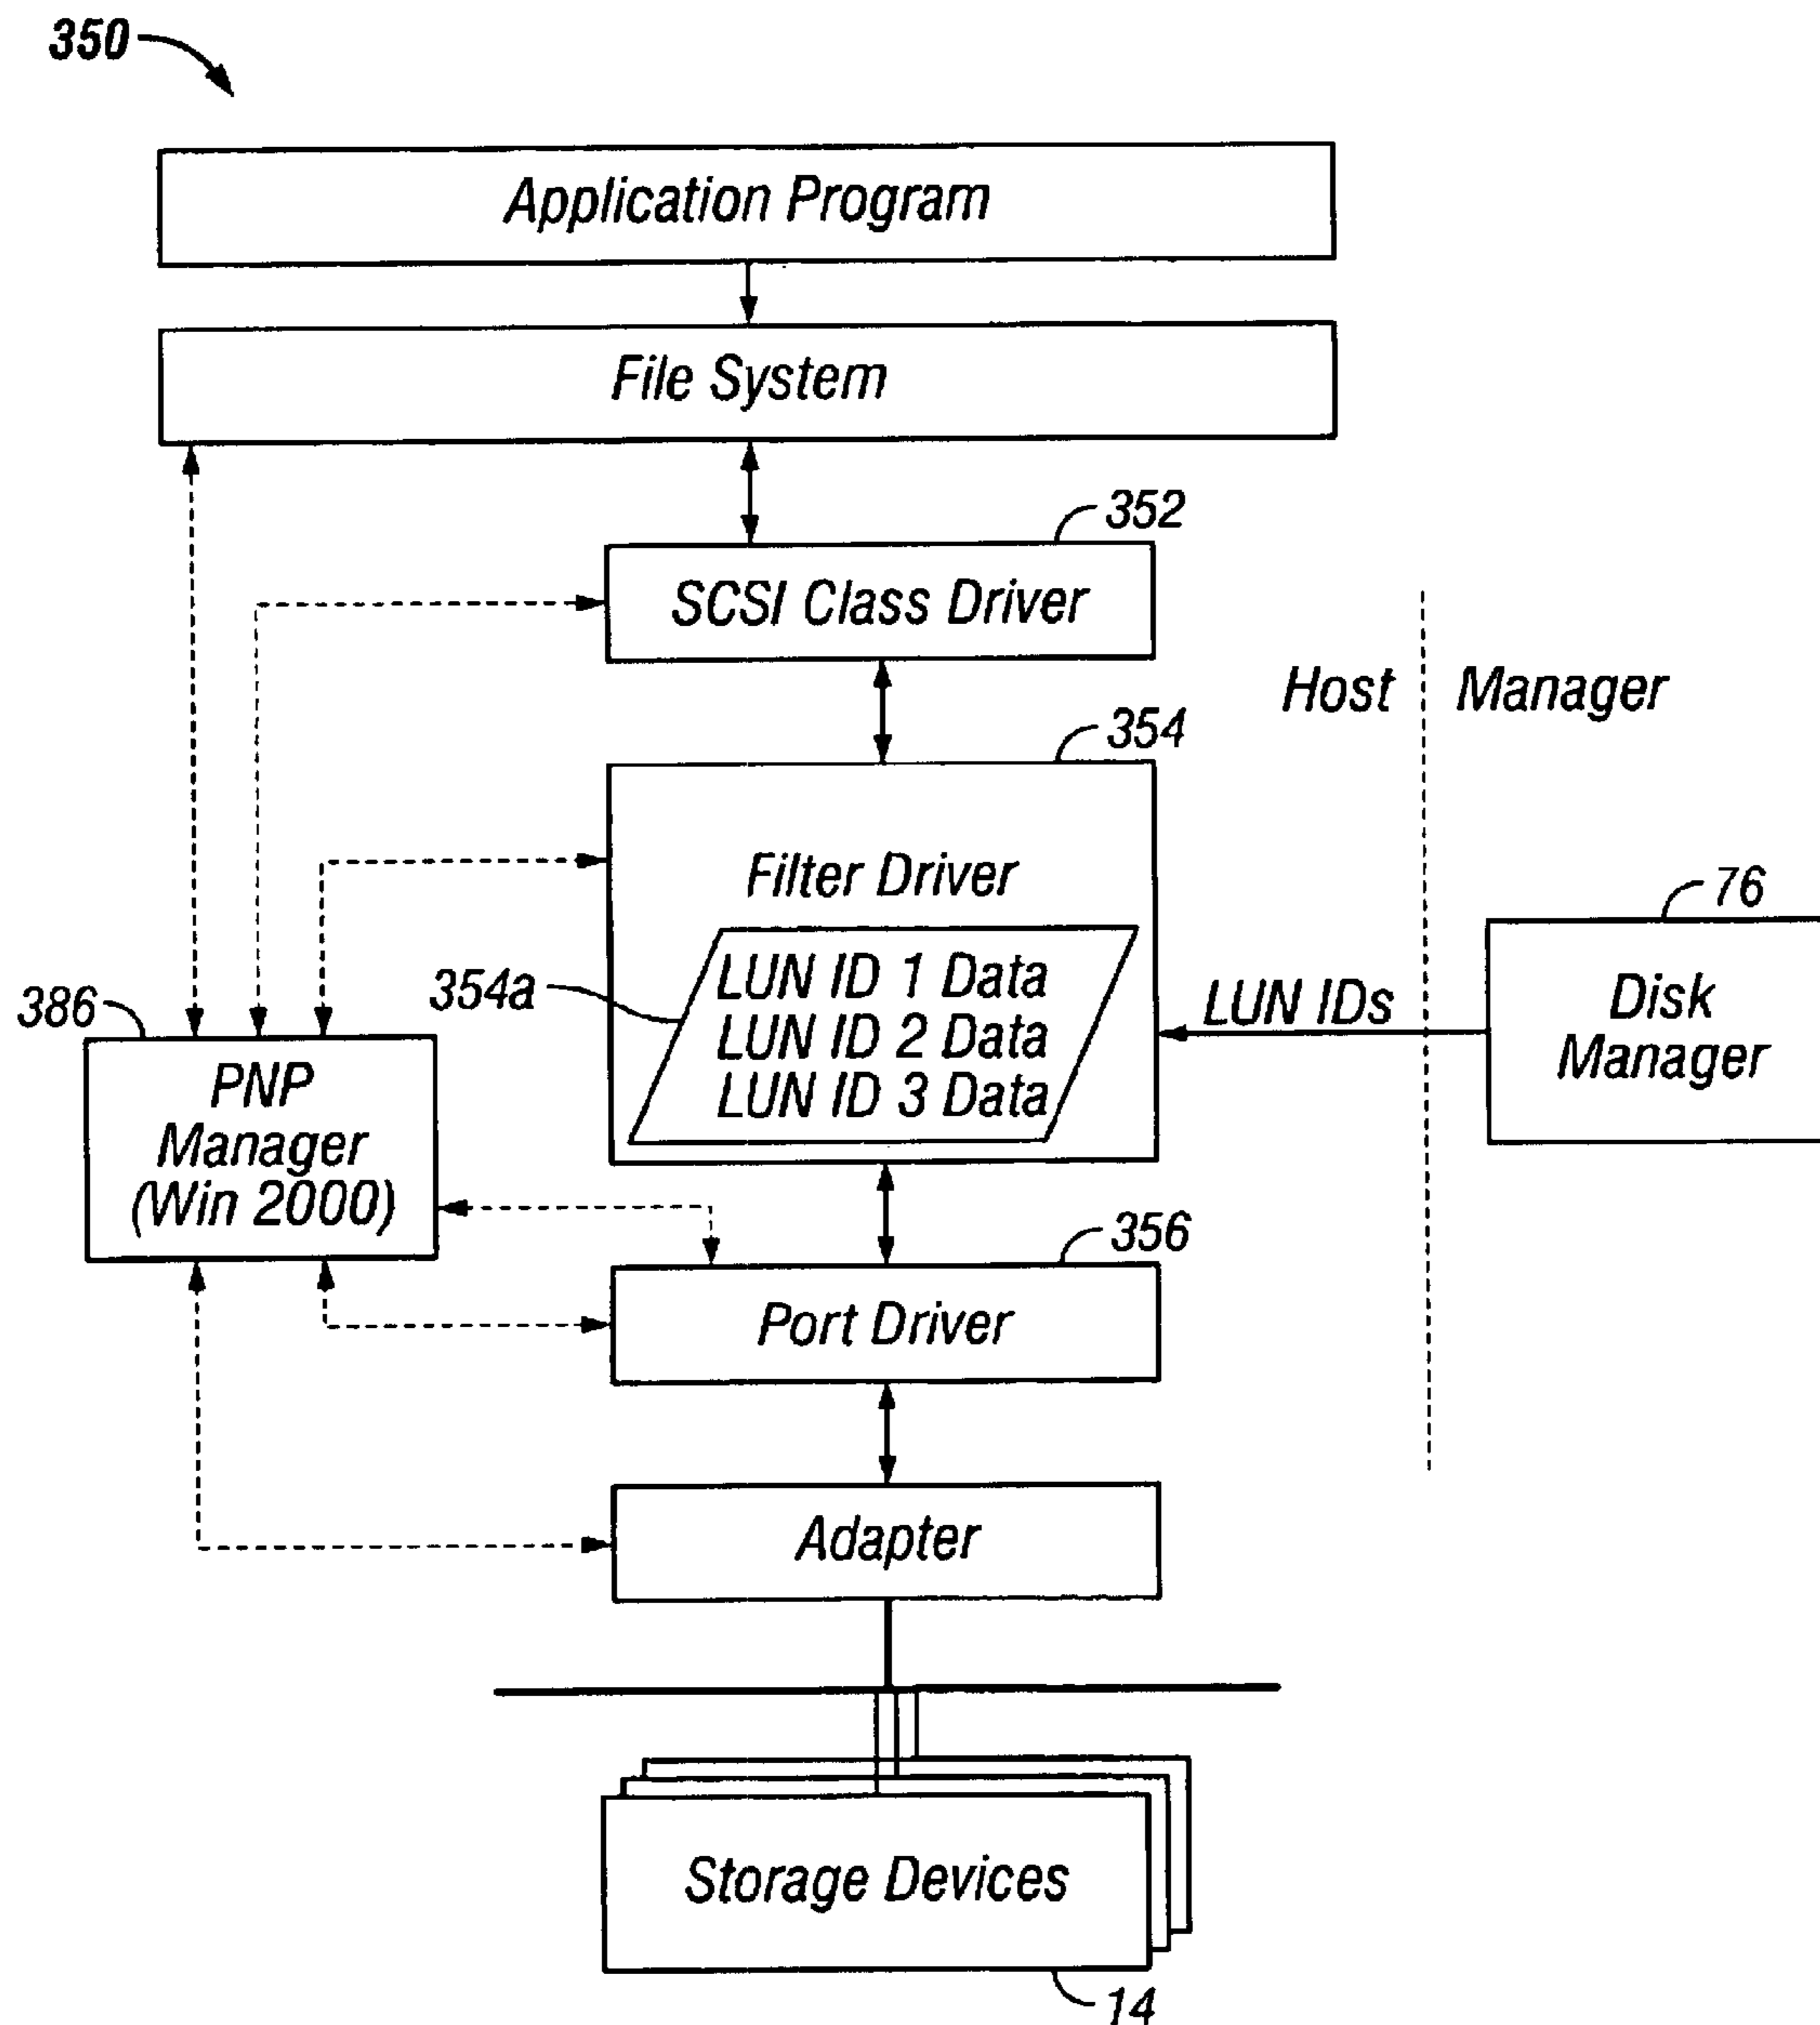 350
Application Program
File System
352
SCSI Class Driver
Host
Manager
354
Filter Driver
354a
LUN ID 1 Data
LUN ID 2 Data
LUN ID 3 Data
LUN IDs
76
Disk
Manager
386
PNP
Manager
(Win 2000)
356
Port Driver
Adapter
Storage Devices
14